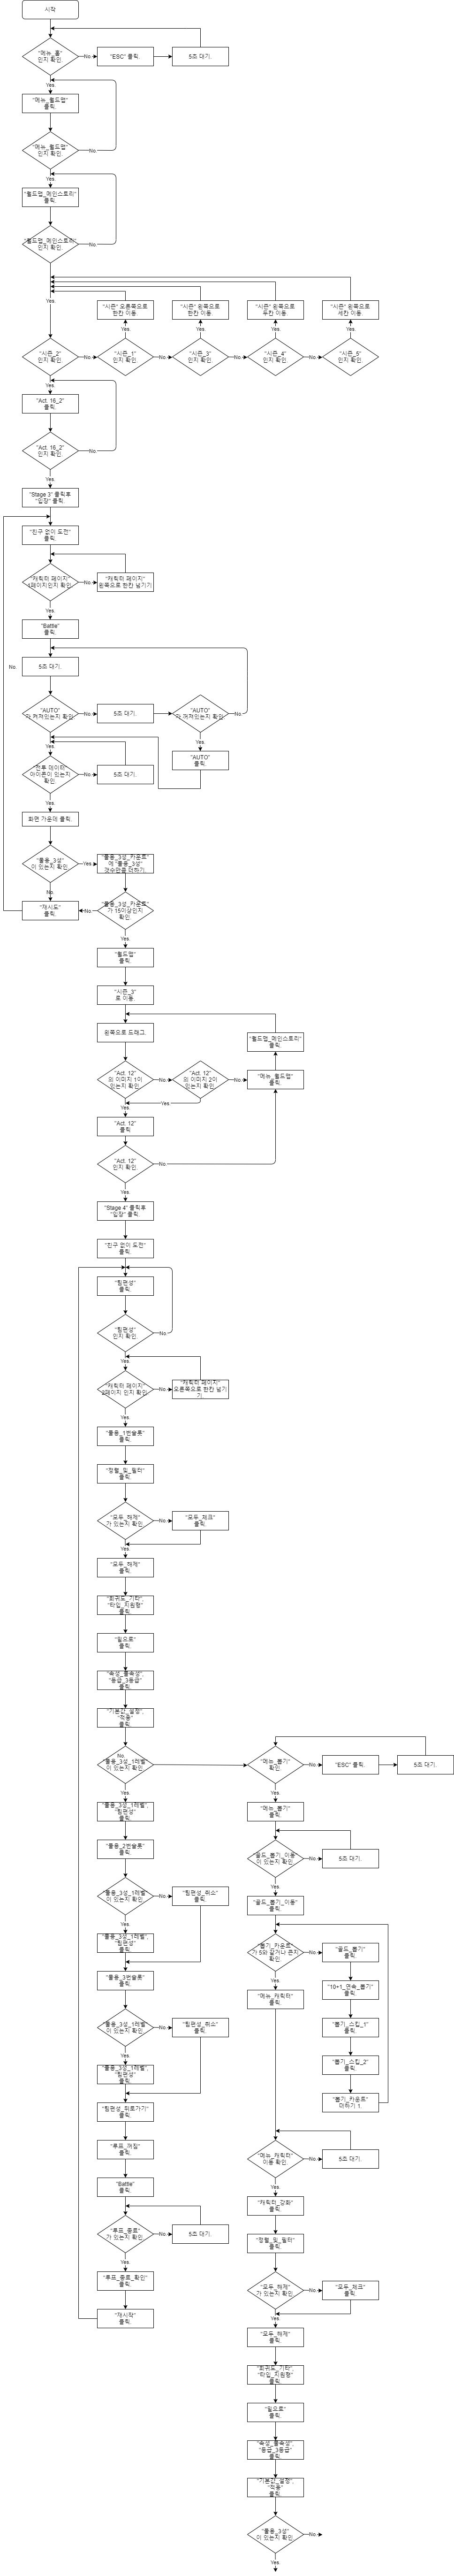 시작
"메뉴_홈"
인지 확인
No.
"ESC" 클릭.
5초 대기.
Yes.
"메뉴_월드맵"
클릭.
"메뉴_월드맵"
인지 확인.
No.
Yes.
"월드맵_메인스토리"
클릭.
"월드맵_메인스토리"
인지 확인.
No.
Yes.
"시즌" 오른쪽으로
한칸 이동.
"시즌" 왼쪽으로
한칸 이동.
"시즌" 왼쪽으로
두칸 이동.
"시즌" 왼쪽으로
세칸 이동.
Yes.
Yes.
Yes.
Yes.
"시즌_2"
인지 확인.
No.
"시즌_1"
인지 확인.
No.
"시즌_3"
인지 확인.
No.
"시즌_4"
인지 확인.
No.
"시즌_5"
인지 확인.
Yes.
"Act. 16_2"
클릭.
"Act. 16_2"
인지 확인.
No.
Yes.
"Stage 3" 클릭후
"입장" 클릭.
"친구 없이 도전"
클릭.
"캐릭터 페이지"
1페이지인지 확인.
No.
"캐릭터 페이지"
왼쪽으로 한칸 넘기기.
Yes.
"Battle"
클릭.
No.
5초 대기.
"AUTO"
가 꺼져있는지 확인.
No.
5초 대기.
"AUTO"
가 꺼져있는지 확인.
No.
Yes.
Yes.
"AUTO"
클릭.
"전투 데이터"
아이콘이 있는지
확인.
No.
5초 대기.
Yes.
화면 가운데 클릭.
"풀용_3성"
이 있는지 확인.
Yes.
"풀용_3성_카운트"
에 "풀용_3성"
갯수만큼 더하기.
No.
"재시도"
클릭.
No.
"풀용_3성_카운트"
가 15이상인지
확인.
Yes.
"월드맵"
클릭.
"시즌_3"
로 이동.
왼쪽으로 드래그.
"월드맵_메인스토리"
클릭.
"Act. 12"
의 이미지 1이
있는지 확인.
No.
"Act. 12"
의 이미지 2이
있는지 확인.
No.
"메뉴_월드맵"
클릭.
Yes.
Yes.
"Act. 12"
클릭.
"Act. 12"
인지 확인.
No.
Yes.
"Stage 4" 클릭후
"입장" 클릭.
"친구 없이 도전"
클릭.
"팀편성"
클릭.
"팀편성"
인지 확인.
No.
Yes.
"캐릭터 페이지"
2페이지 인지 확인.
No.
"캐릭터 페이지"
오른쪽으로 한칸 넘기
기.
Yes.
"풀용_1번슬롯"
클릭.
"정렬_및_필터"
클릭.
"모두_해제"
가 있는지 확인.
No.
"모두_체크"
클릭.
Yes.
"모두_해제"
클릭.
"희귀도_기타",
"타입_지원형"
클릭.
"밑으로"
클릭.
"속성_풀속성",
"등급_3등급"
클릭.
"기본값_설정",
"적용"
클릭.
No.
"풀용_3성_1레벨"
이 있는지 확인.
"메뉴_뽑기"
확인.
No.
"ESC" 클릭.
5초 대기.
Yes.
Yes.
"풀용_3성_1레벨",
"팀편성"
클릭.
"메뉴_뽑기"
클릭.
"풀용_2번슬롯"
클릭.
"골드_뽑기_이동"
이 있는지 확인.
No.
5초 대기.
"풀용_3성_1레벨"
이 있는지 확인.
No.
"팀편성_취소"
클릭.
Yes.
"골드_뽑기_이동"
클릭.
Yes.
"풀용_3성_1레벨",
"팀편성"
클릭.
"뽑기_카운트"
가 5와 같거나 큰지
확인.
No.
"골드_뽑기"
클릭.
"풀용_3번슬롯"
클릭.
Yes.
"10+1_연속_뽑기"
클릭.
"메뉴_캐릭터"
클릭.
"풀용_3성_1레벨"
이 있는지 확인.
No.
"팀편성_취소"
클릭.
"뽑기_스킵_1"
클릭.
Yes.
"풀용_3성_1레벨",
"팀편성"
클릭.
"뽑기_스킵_2"
클릭.
"팀편성_뒤로가기"
클릭.
"뽑기_카운트"
더하기 1.
"루프_꺼짐"
클릭.
"메뉴_캐릭터"
이동 확인.
No.
5초 대기.
"Battle"
클릭.
Yes.
"캐릭터_강화"
클릭.
"루프_종료"
가 있는지 확인.
No.
5초 대기.
"정렬_및_필터"
클릭.
Yes.
"루프_종료_확인"
클릭.
"모두_해제"
가 있는지 확인.
No.
"모두_체크"
클릭.
"재시작"
클릭.
Yes.
"모두_해제"
클릭.
"희귀도_기타",
"타입_지원형"
클릭.
"밑으로"
클릭.
"속성_풀속성",
"등급_3등급"
클릭.
"기본값_설정",
"적용"
클릭.
"풀용_3성"
이 있는지 확인.
No.
Yes.